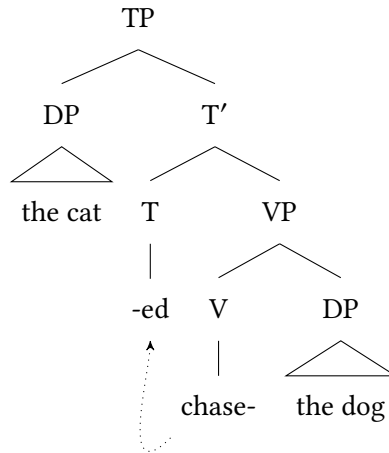 TP
DP T′
the cat T VP
-ed V DP
chase- the dog